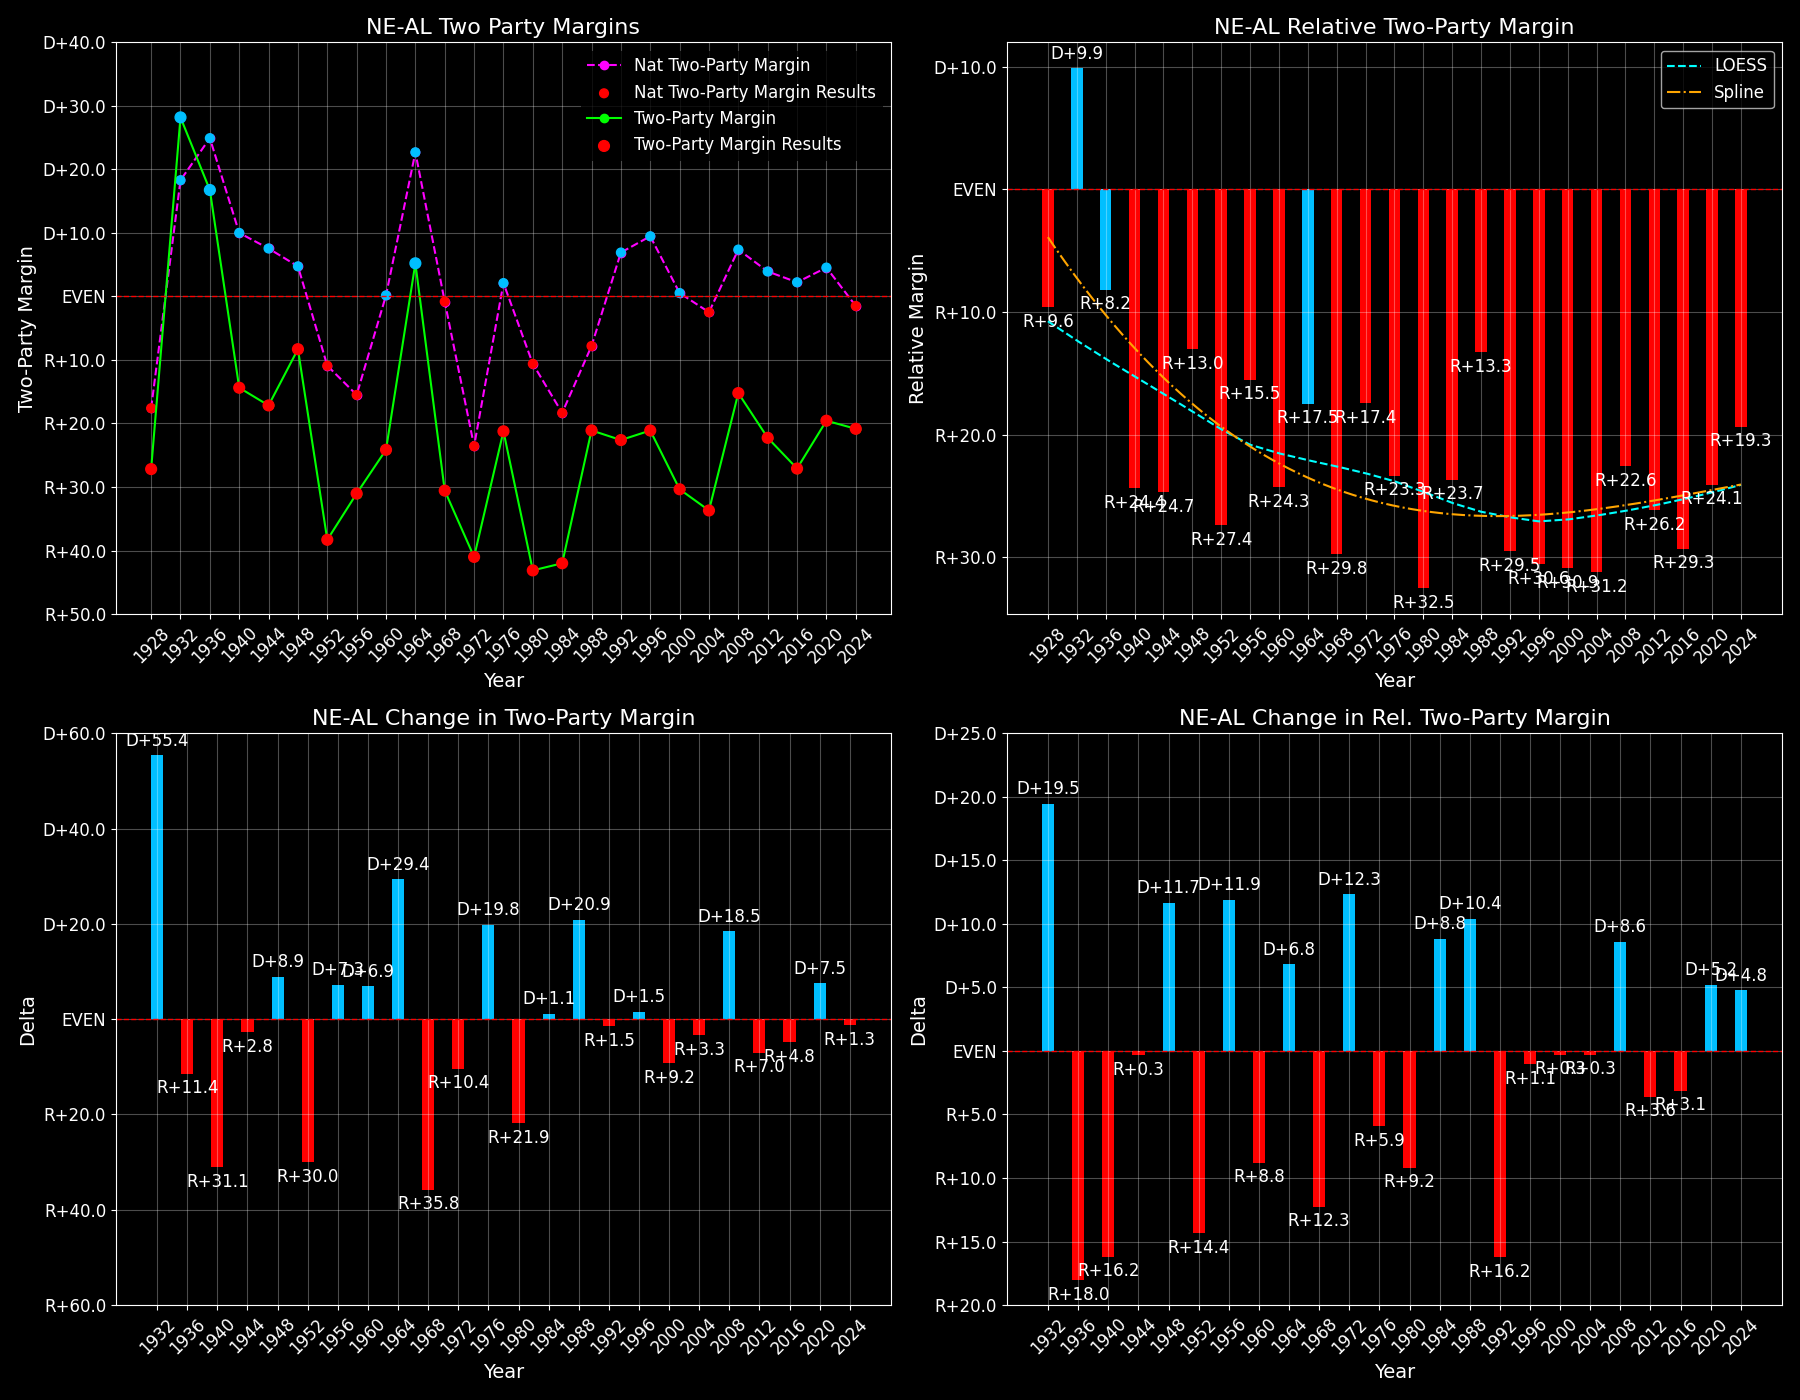 NE-AL Two Party Margins
D+40.0
D+30.0
D+20.0
D+10.0
EVEN
R+10.0
R+20.0
R+30.0
R+40.0
R+50.0
Two-Party Margin
Nat Two-Party Margin
Nat Two-Party Margin Results
Two-Party Margin
Two-Party Margin Results
1928 1932 1936 1940 1944 1948 1952 1956 1960 1964 1968 1972 1976 1980 1984 1988 1992 1996 2000 2004 2008 2012 2016 2020 2024
Year
NE-AL Relative Two-Party Margin
D+10.0
EVEN
R+10.0
R+20.0
R+30.0
Relative Margin
LOESS
Spline
R+9.6 D+9.9 R+8.2 R+24.4 R+24.7 R+13.0 R+27.4 R+15.5 R+24.3 R+17.5 R+29.8 R+17.4 R+23.3 R+32.5 R+23.7 R+13.3 R+29.5 R+30.6 R+30.9 R+31.2 R+22.6 R+26.2 R+29.3 R+24.1 R+19.3
1928 1932 1936 1940 1944 1948 1952 1956 1960 1964 1968 1972 1976 1980 1984 1988 1992 1996 2000 2004 2008 2012 2016 2020 2024
Year
NE-AL Change in Two-Party Margin
D+60.0
D+40.0
D+20.0
EVEN
R+20.0
R+40.0
R+60.0
Delta
D+55.4 R+11.4 R+31.1 R+2.8 D+8.9 R+30.0 D+7.3 D+6.9 D+29.4 R+35.8 R+10.4 D+19.8 R+21.9 D+1.1 D+20.9 R+1.5 D+1.5 R+9.2 R+3.3 D+18.5 R+7.0 R+4.8 D+7.5 R+1.3
1932 1936 1940 1944 1948 1952 1956 1960 1964 1968 1972 1976 1980 1984 1988 1992 1996 2000 2004 2008 2012 2016 2020 2024
Year
NE-AL Change in Rel. Two-Party Margin
D+25.0
D+20.0
D+15.0
D+10.0
D+5.0
EVEN
R+5.0
R+10.0
R+15.0
R+20.0
Delta
D+19.5 R+18.0 R+16.2 R+0.3 D+11.7 R+14.4 D+11.9 R+8.8 D+6.8 R+12.3 D+12.3 R+5.9 R+9.2 D+8.8 D+10.4 R+16.2 R+1.1 R+0.3 R+0.3 D+8.6 R+3.6 R+3.1 D+5.2 D+4.8
1932 1936 1940 1944 1948 1952 1956 1960 1964 1968 1972 1976 1980 1984 1988 1992 1996 2000 2004 2008 2012 2016 2020 2024
Year